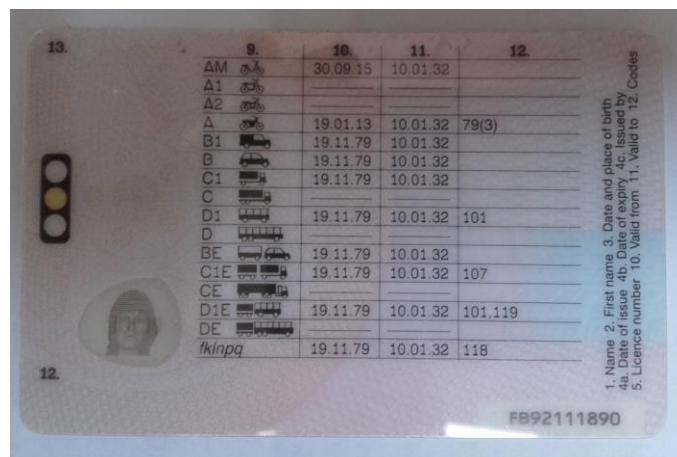 13. 9. 10. 11. 12.
AM 30.09.15 10.01.32
A1
A2
A 19.01.13 10.01.32 79(3)
B1 19.11.79 10.01.32
B 19.11.79 10.01.32
C1 19.11.79 10.01.32
C
D1 19.11.79 10.01.32 101
D
BE 19.11.79 10.01.32
C1E 19.11.79 10.01.32 107
CE
D1E 19.11.79 10.01.32 101,119
DE
fklnpq 19.11.79 10.01.32 118
12.
1. Name 2. First name 3. Date and place of birth
4a. Date of issue 4b. Date of expiry 4c. Issued by
5. Licence number 10. Valid from 11. Valid to 12. Codes
FB92111890